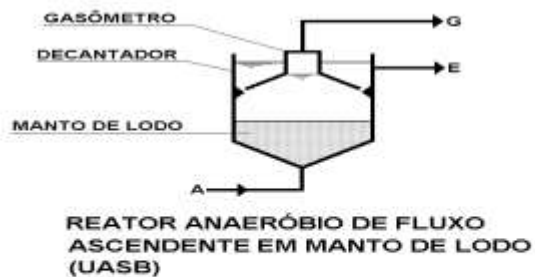 GASÔMETRO
G
DECANTADOR
E
MANTO DE LODO
A
REATOR ANAERÓBIO DE FLUXO
ASCENDENTE EM MANTO DE LODO
(UASB)